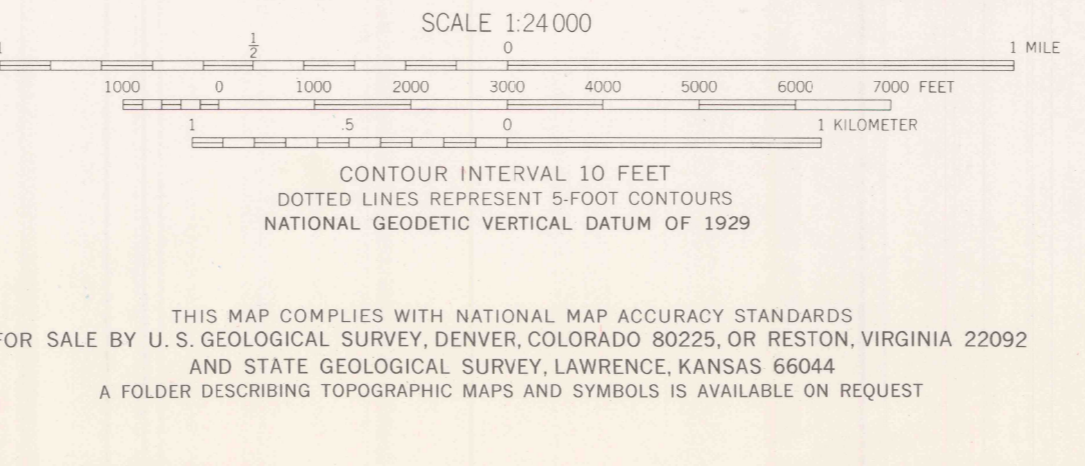 SCALE 1:24 000
1 ½ 0 1 MILE
1000 0 1000 2000 3000 4000 5000 6000 7000 FEET
1 .5 0 1 KILOMETER
CONTOUR INTERVAL 10 FEET
DOTTED LINES REPRESENT 5-FOOT CONTOURS
NATIONAL GEODETIC VERTICAL DATUM OF 1929
THIS MAP COMPLIES WITH NATIONAL MAP ACCURACY STANDARDS
FOR SALE BY U. S. GEOLOGICAL SURVEY, DENVER, COLORADO 80225, OR RESTON, VIRGINIA 22092
AND STATE GEOLOGICAL SURVEY, LAWRENCE, KANSAS 66044
A FOLDER DESCRIBING TOPOGRAPHIC MAPS AND SYMBOLS IS AVAILABLE ON REQUEST